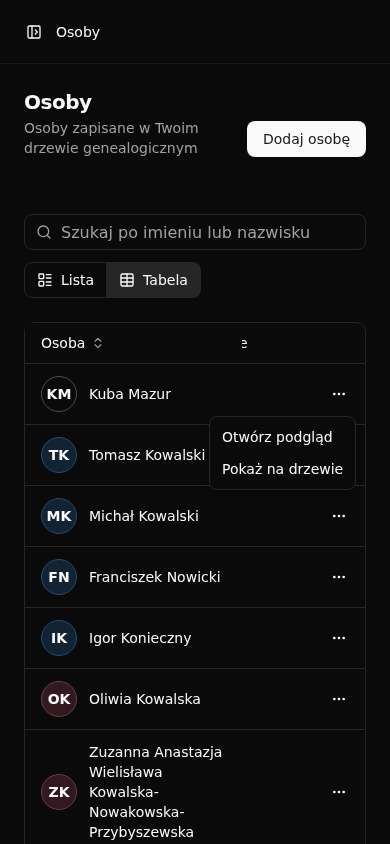 Osoby
Osoby
Osoby zapisane w Twoim
drzewie genealogicznym
Dodaj osobę
Szukaj po imieniu lub nazwisku
Lista
Tabela
Osoba
e
KM Kuba Mazur
Otwórz podgląd
Pokaż na drzewie
TK Tomasz Kowalski
MK Michał Kowalski
FN Franciszek Nowicki
IK Igor Konieczny
OK Oliwia Kowalska
ZK Zuzanna Anastazja
Wielisława
Kowalska-
Nowakowska-
Przybyszewska